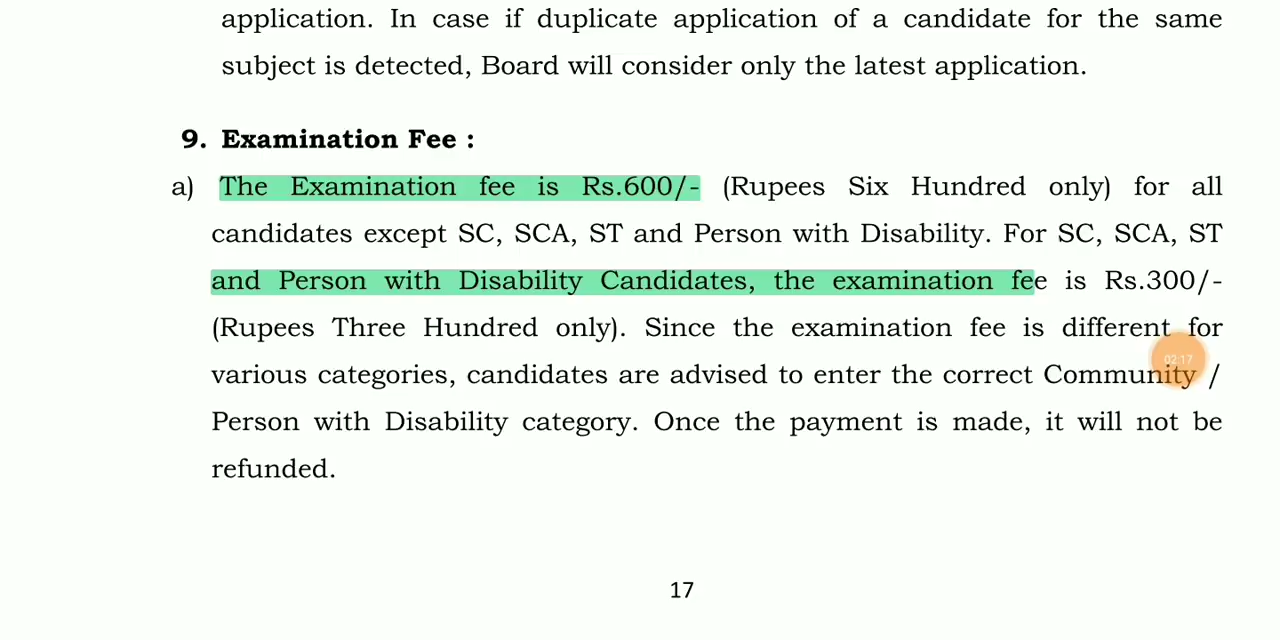 application. In case if duplicate application of a candidate for the same
subject is detected, Board will consider only the latest application.
9. Examination Fee :
a) The Examination fee is Rs.600/- (Rupees Six Hundred only) for all
candidates except SC, SCA, ST and Person with Disability. For SC, SCA, ST
and Person with Disability Candidates, the examination fee is Rs.300/-
(Rupees Three Hundred only). Since the examination fee is different for
02:17
various categories, candidates are advised to enter the correct Community /
Person with Disability category. Once the payment is made, it will not be
refunded.
17